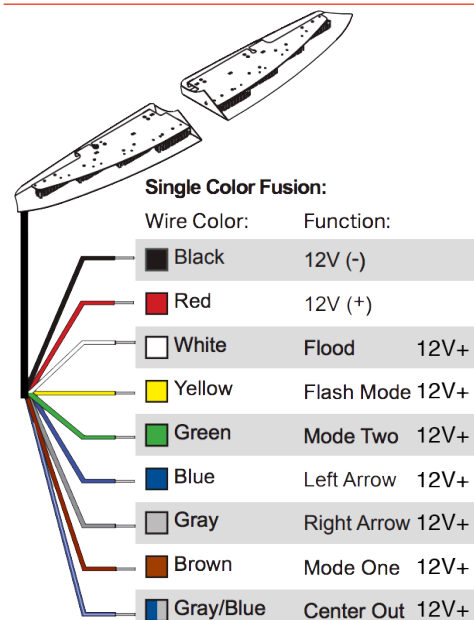 Single Color Fusion:
Wire Color: Function:
Black 12V (-)
Red 12V (+)
White Flood 12V+
Yellow Flash Mode 12V+
Green Mode Two 12V+
Blue Left Arrow 12V+
Gray Right Arrow 12V+
Brown Mode One 12V+
Gray/Blue Center Out 12V+